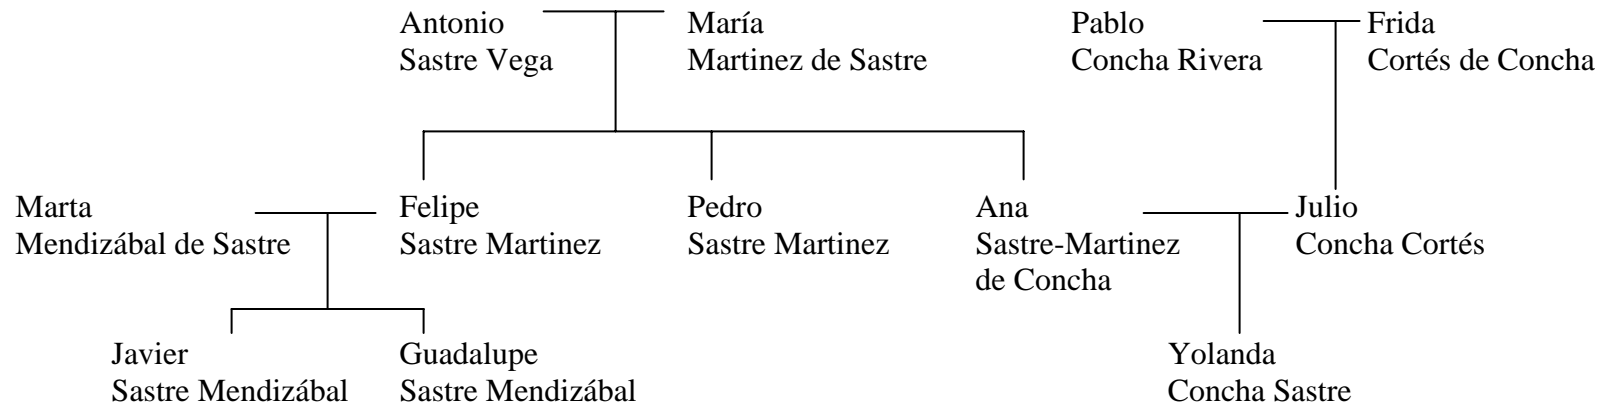 Antonio
Sastre Vega
María
Martinez de Sastre
Pablo
Concha Rivera
Frida
Cortés de Concha
Marta
Mendizábal de Sastre
Felipe
Sastre Martinez
Pedro
Sastre Martinez
Ana
Sastre-Martinez
de Concha
Julio
Concha Cortés
Javier
Sastre Mendizábal
Guadalupe
Sastre Mendizábal
Yolanda
Concha Sastre